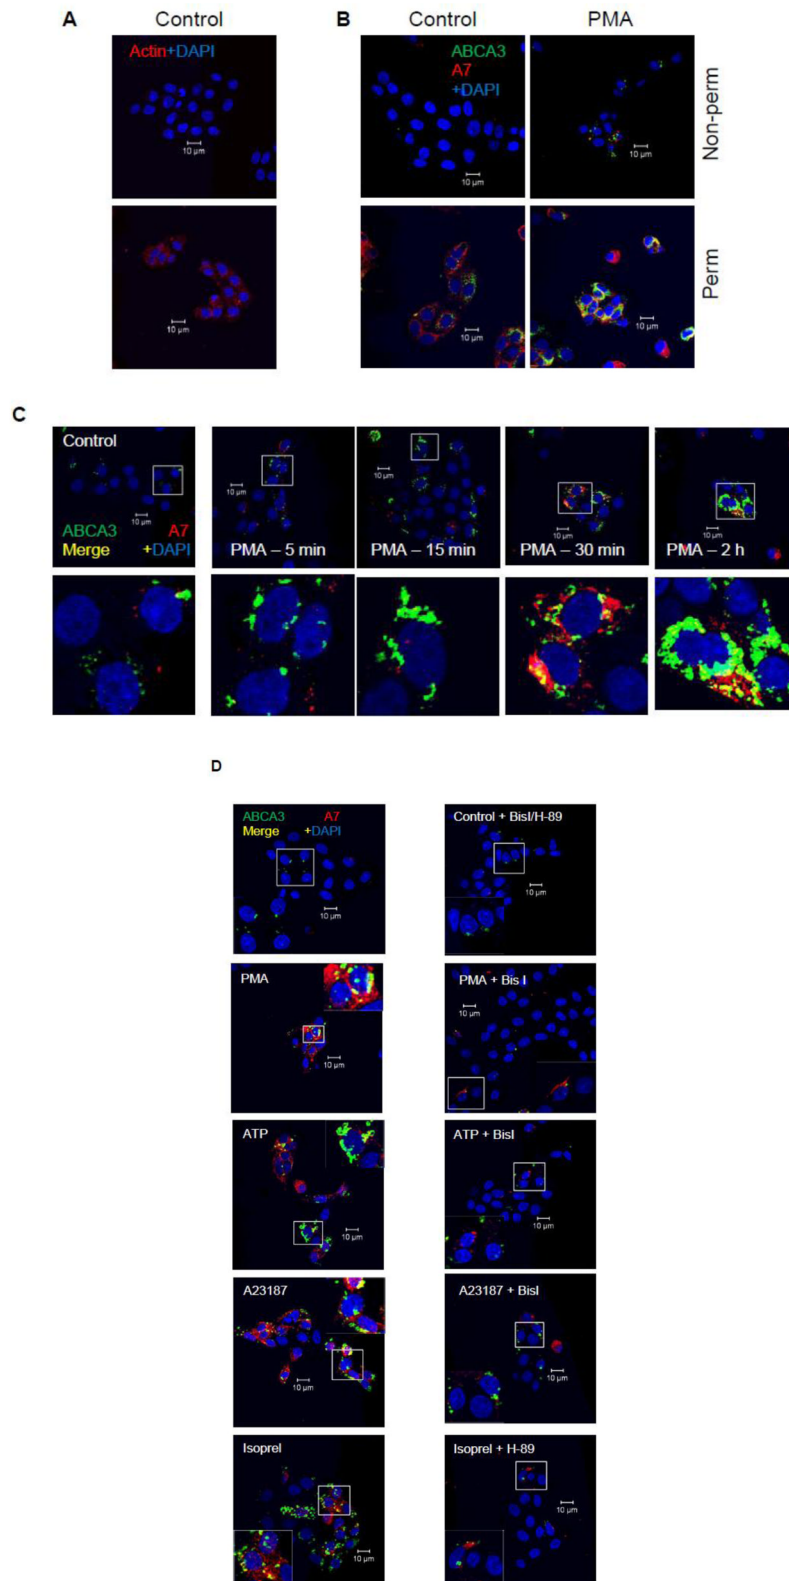 A
Control
B
Control
PMA
Actin+DAPI
10 µm
ABCA3
A7
+DAPI
10 µm
10 µm
Non-perm
10 µm
10 µm
10 µm
Perm
C
Control
10 µm
ABCA3 A7
Merge +DAPI
10 µm
PMA – 5 min
10 µm
PMA – 15 min
10 µm
PMA – 30 min
10 µm
PMA – 2 h
D
ABCA3 A7
Merge +DAPI
10 µm
Control + BisI/H-89
10 µm
PMA
10 µm
PMA + Bis I
10 µm
ATP
10 µm
ATP + BisI
10 µm
A23187
10 µm
A23187 + BisI
10 µm
Isoprel
10 µm
Isoprel + H-89
10 µm